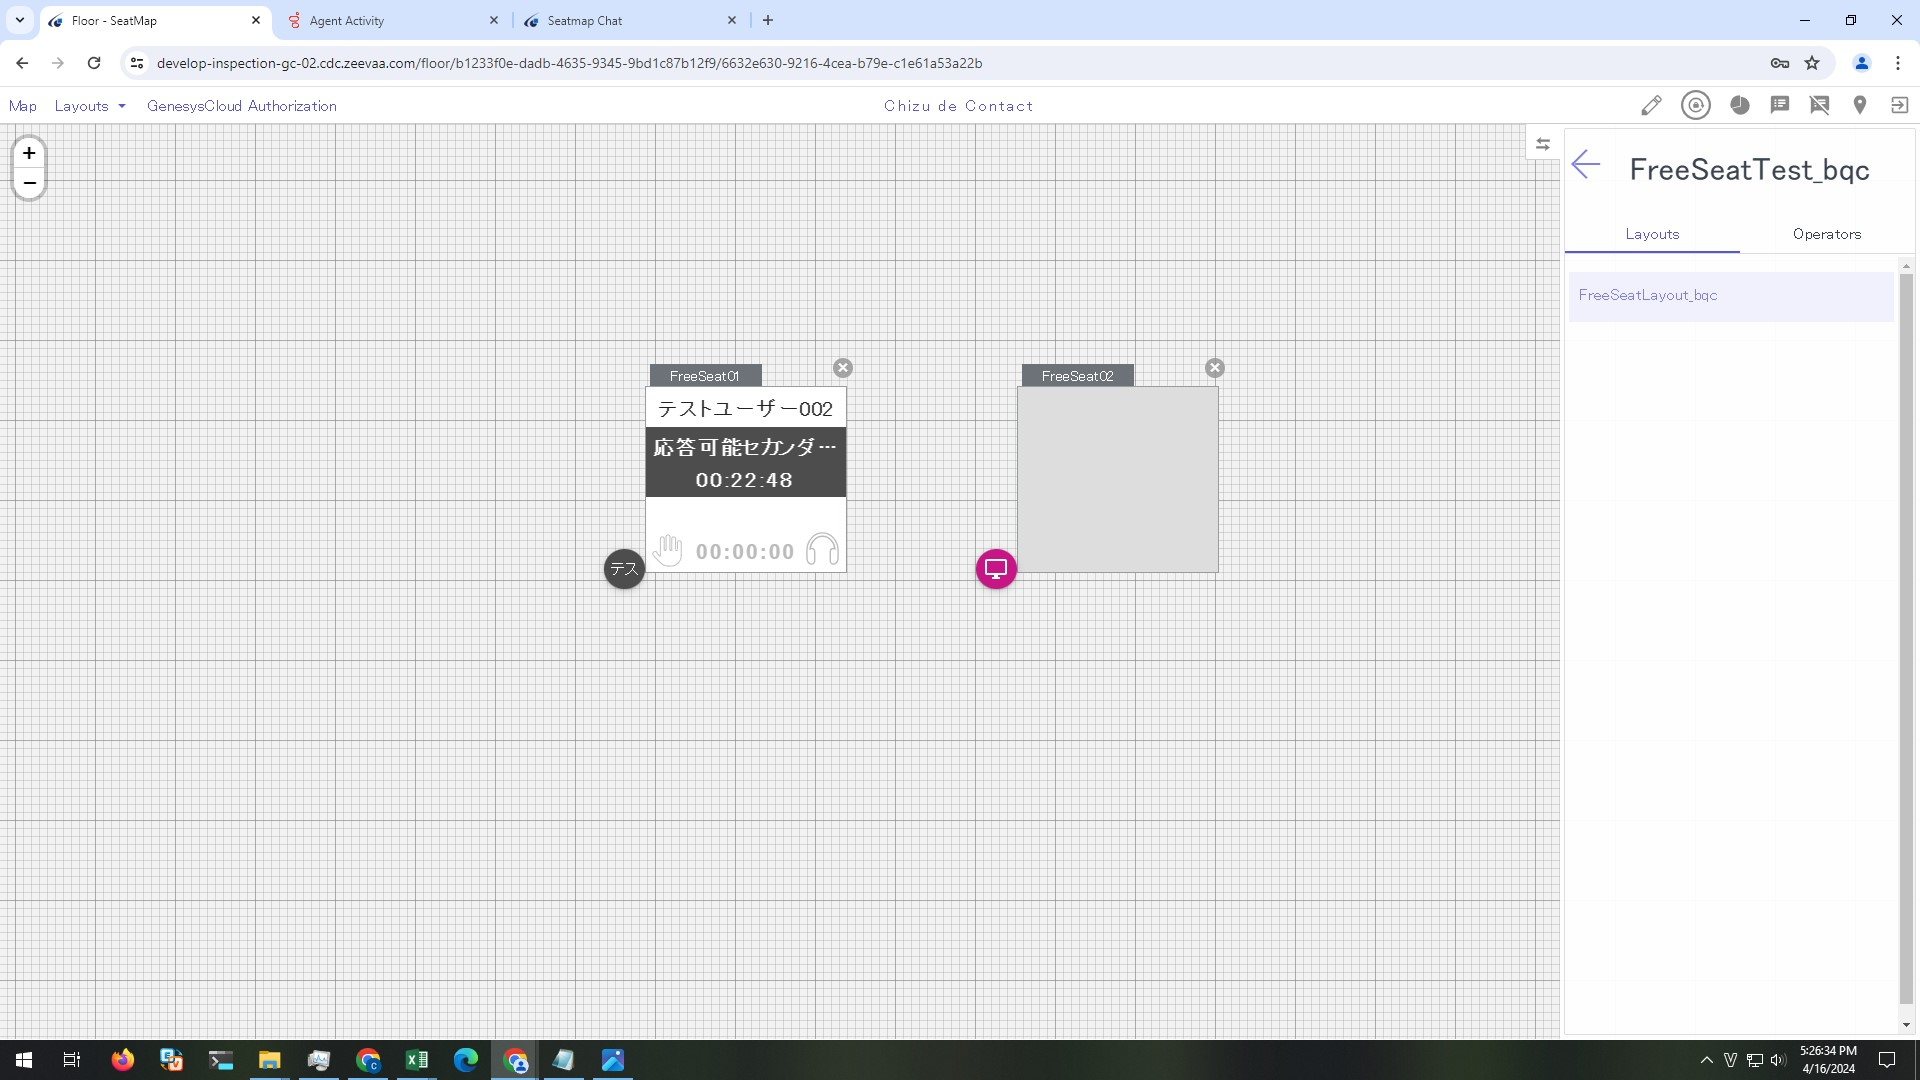 Floor - SeatMap
Agent Activity
Seatmap Chat
develop-inspection-gc-02.cdc.zeevaa.com/floor/b1233f0e-dadb-4635-9345-9bd1c87b12f9/6632e630-9216-4cea-b79e-c1e61a53a22b
Map Layouts GenesysCloud Authorization Chizu de Contact
+
−
FreeSeatTest_bqc
Layouts Operators
FreeSeatLayout_bqc
FreeSeat01
テストユーザー002
応答可能セカンダ…
00:22:48
00:00:00
テス
FreeSeat02
5:26:34 PM
4/16/2024